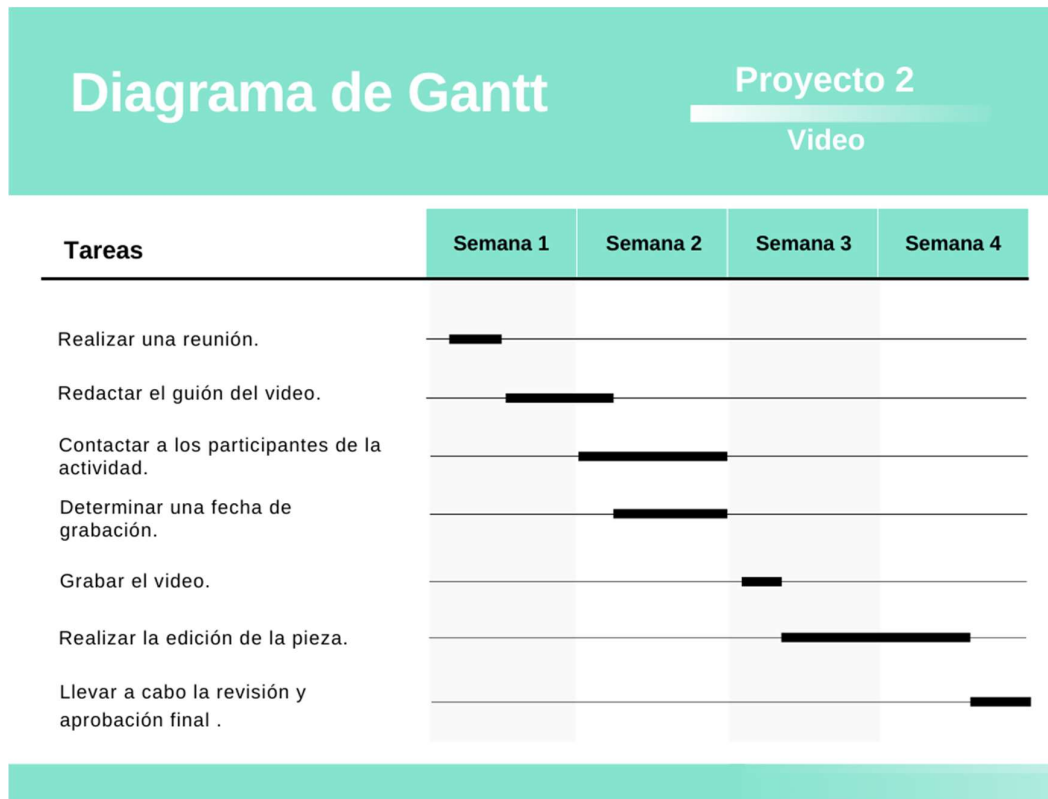 Diagrama de Gantt
Proyecto 2
Video
Tareas
Semana 1
Semana 2
Semana 3
Semana 4
Realizar una reunión.
Redactar el guión del video.
Contactar a los participantes de la
actividad.
Determinar una fecha de
grabación.
Grabar el video.
Realizar la edición de la pieza.
Llevar a cabo la revisión y
aprobación final .